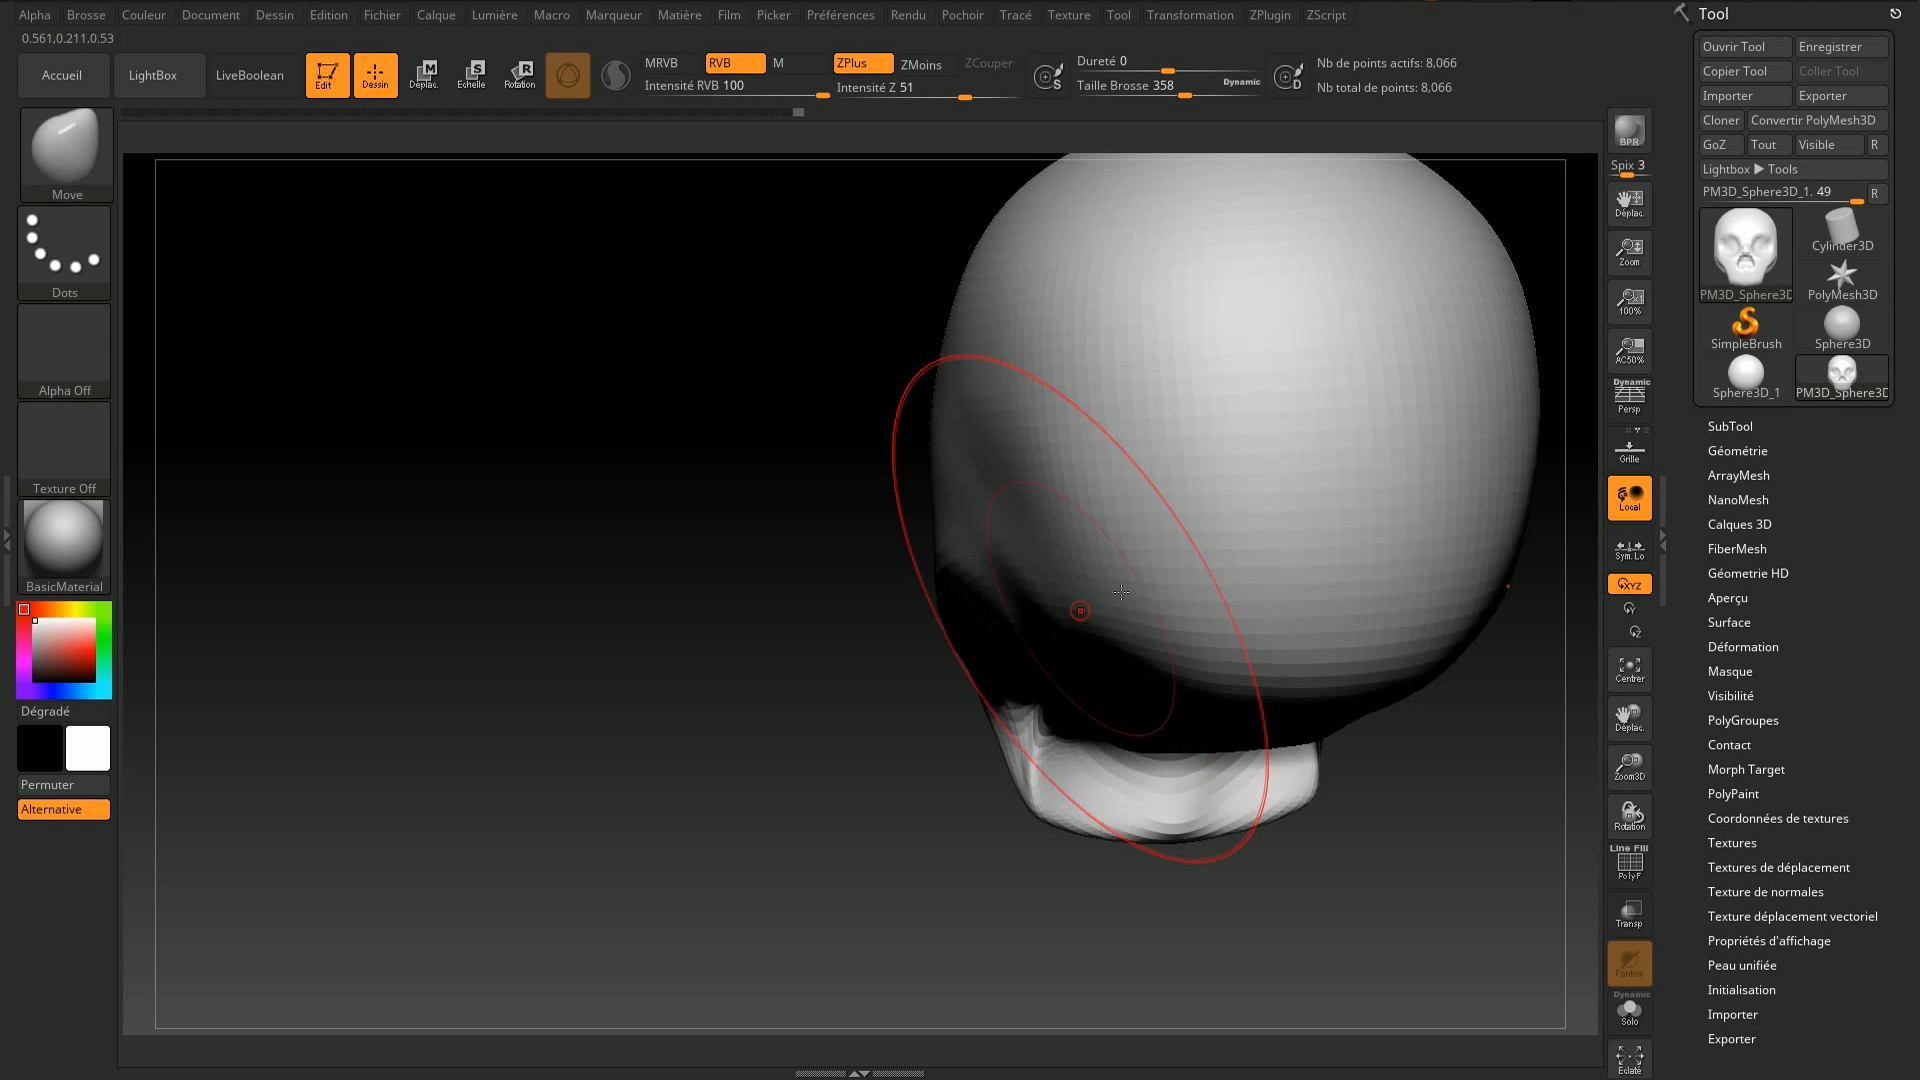 Alpha Brosse Couleur Document Dessin Edition Fichier Calque Lumière Macro Marqueur Matière Film Picker Préférences Rendu Pochoir Tracé Texture Tool Transformation ZPlugin ZScript
0.561,0.211,0.53
Accueil LightBox LiveBoolean
Edit Dessin Déplac. Echelle Rotation
MRVB RVB M
Intensité RVB 100
ZPlus ZMoins ZCouper
Intensité Z 51
Dureté 0
Taille Brosse 358 Dynamic
Nb de points actifs: 8,066
Nb total de points: 8,066
Move
Dots
Alpha Off
Texture Off
BasicMaterial
Dégradé
Permuter
Alternative
BPR
Spix 3
Déplac.
Zoom
100%
AC50%
Dynamic
Persp
Grille
Local
Sym. Lo
XYZ
Y
Z
Centrer
Déplac.
Zoom3D
Rotation
Line Fill
PolyF
Transp
Fantom
Dynamic
Solo
Eclaté
Tool
Ouvrir Tool Enregistrer
Copier Tool Coller Tool
Importer Exporter
Cloner Convertir PolyMesh3D
GoZ Tout Visible R
Lightbox ▶ Tools
PM3D_Sphere3D_1. 49 R
PM3D_Sphere3D Cylinder3D
PolyMesh3D
SimpleBrush Sphere3D
Sphere3D_1 PM3D_Sphere3D
SubTool
Géométrie
ArrayMesh
NanoMesh
Calques 3D
FiberMesh
Géometrie HD
Aperçu
Surface
Déformation
Masque
Visibilité
PolyGroupes
Contact
Morph Target
PolyPaint
Coordonnées de textures
Textures
Textures de déplacement
Texture de normales
Texture déplacement vectoriel
Propriétés d'affichage
Peau unifiée
Initialisation
Importer
Exporter